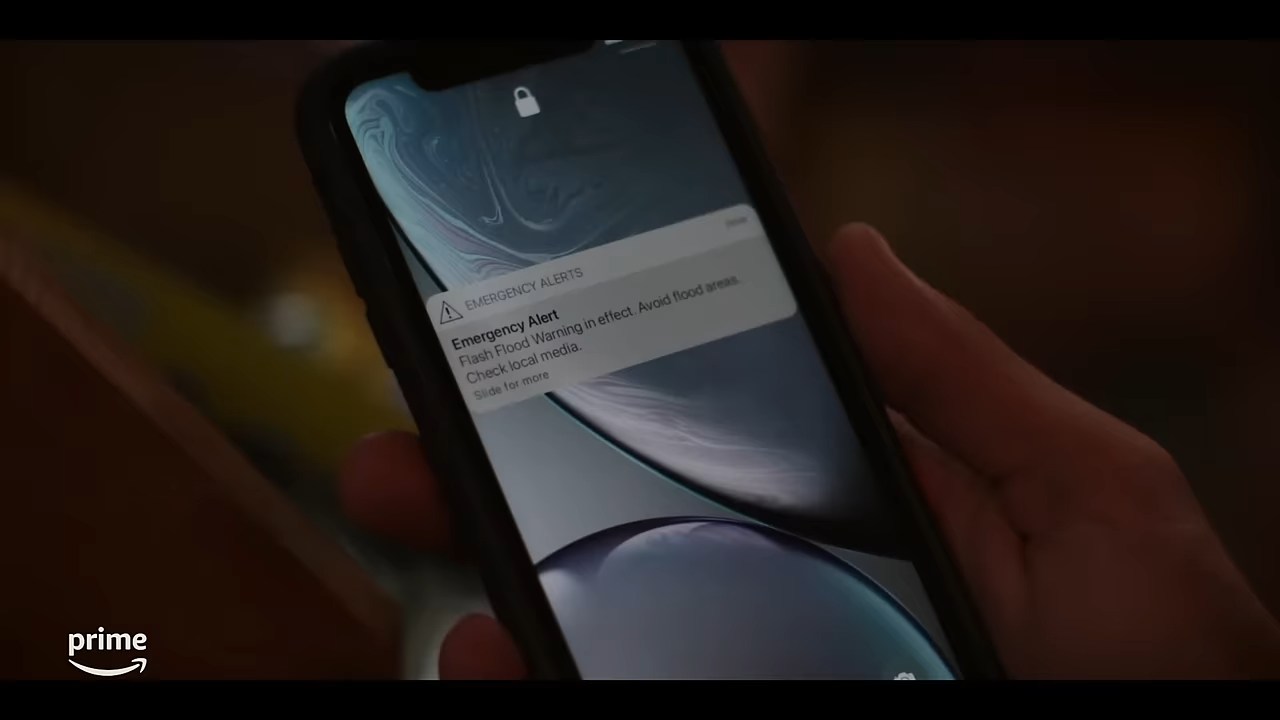 EMERGENCY ALERTS
Emergency Alert
Flash Flood Warning in effect. Avoid flood areas.
Check local media.
Slide for more
prime